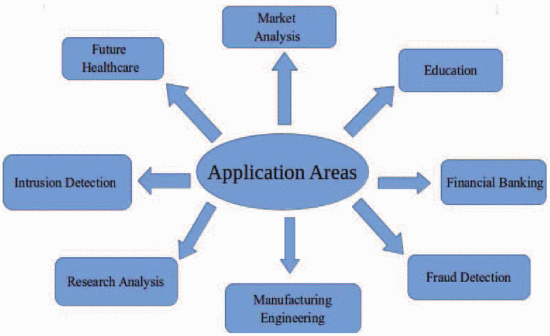 Market
Analysis
Future
Healthcare
Education
Application Areas
Intrusion Detection
Financial Banking
Research Analysis
Fraud Detection
Manufacturing
Engineering